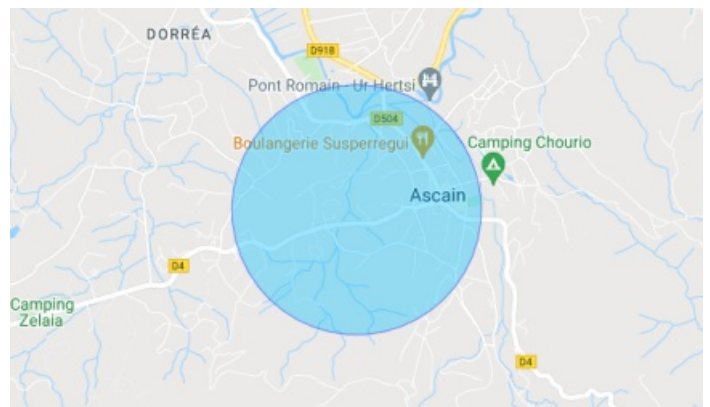 DORRÉA
D918
Pont Romain - Ur Hertsi
D504
Boulangerie Susperregui
Camping Chourio
Ascain
D4
Camping
Zelaia
D4